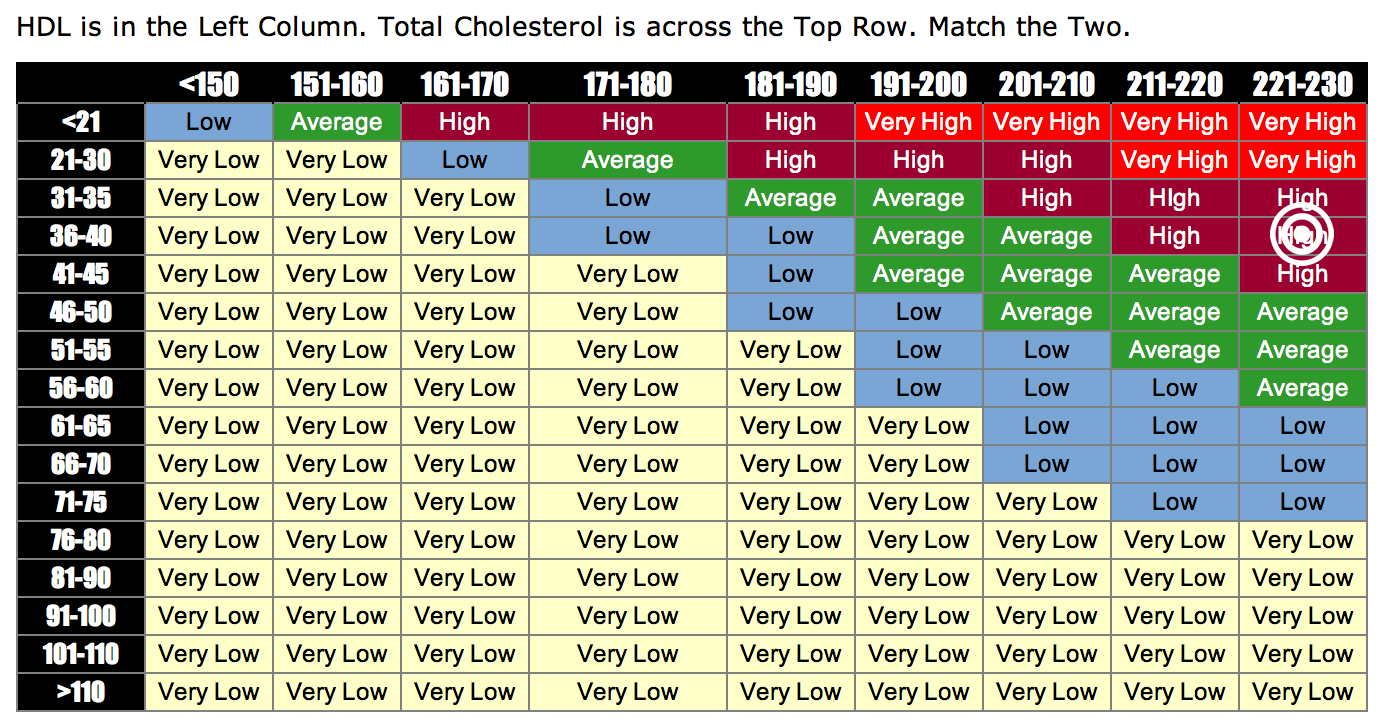 HDL is in the Left Column. Total Cholesterol is across the Top Row. Match the Two.
<150 151-160 161-170 171-180 181-190 191-200 201-210 211-220 221-230
<21 Low Average High High High Very High Very High Very High Very High
21-30 Very Low Very Low Low Average High High High Very High Very High
31-35 Very Low Very Low Very Low Low Average Average High HIgh High
36-40 Very Low Very Low Very Low Low Low Average Average High High
41-45 Very Low Very Low Very Low Very Low Low Average Average Average High
46-50 Very Low Very Low Very Low Very Low Low Low Average Average Average
51-55 Very Low Very Low Very Low Very Low Very Low Low Low Average Average
56-60 Very Low Very Low Very Low Very Low Very Low Low Low Low Average
61-65 Very Low Very Low Very Low Very Low Very Low Very Low Low Low Low
66-70 Very Low Very Low Very Low Very Low Very Low Very Low Low Low Low
71-75 Very Low Very Low Very Low Very Low Very Low Very Low Very Low Low Low
76-80 Very Low Very Low Very Low Very Low Very Low Very Low Very Low Very Low Very Low
81-90 Very Low Very Low Very Low Very Low Very Low Very Low Very Low Very Low Very Low
91-100 Very Low Very Low Very Low Very Low Very Low Very Low Very Low Very Low Very Low
101-110 Very Low Very Low Very Low Very Low Very Low Very Low Very Low Very Low Very Low
>110 Very Low Very Low Very Low Very Low Very Low Very Low Very Low Very Low Very Low